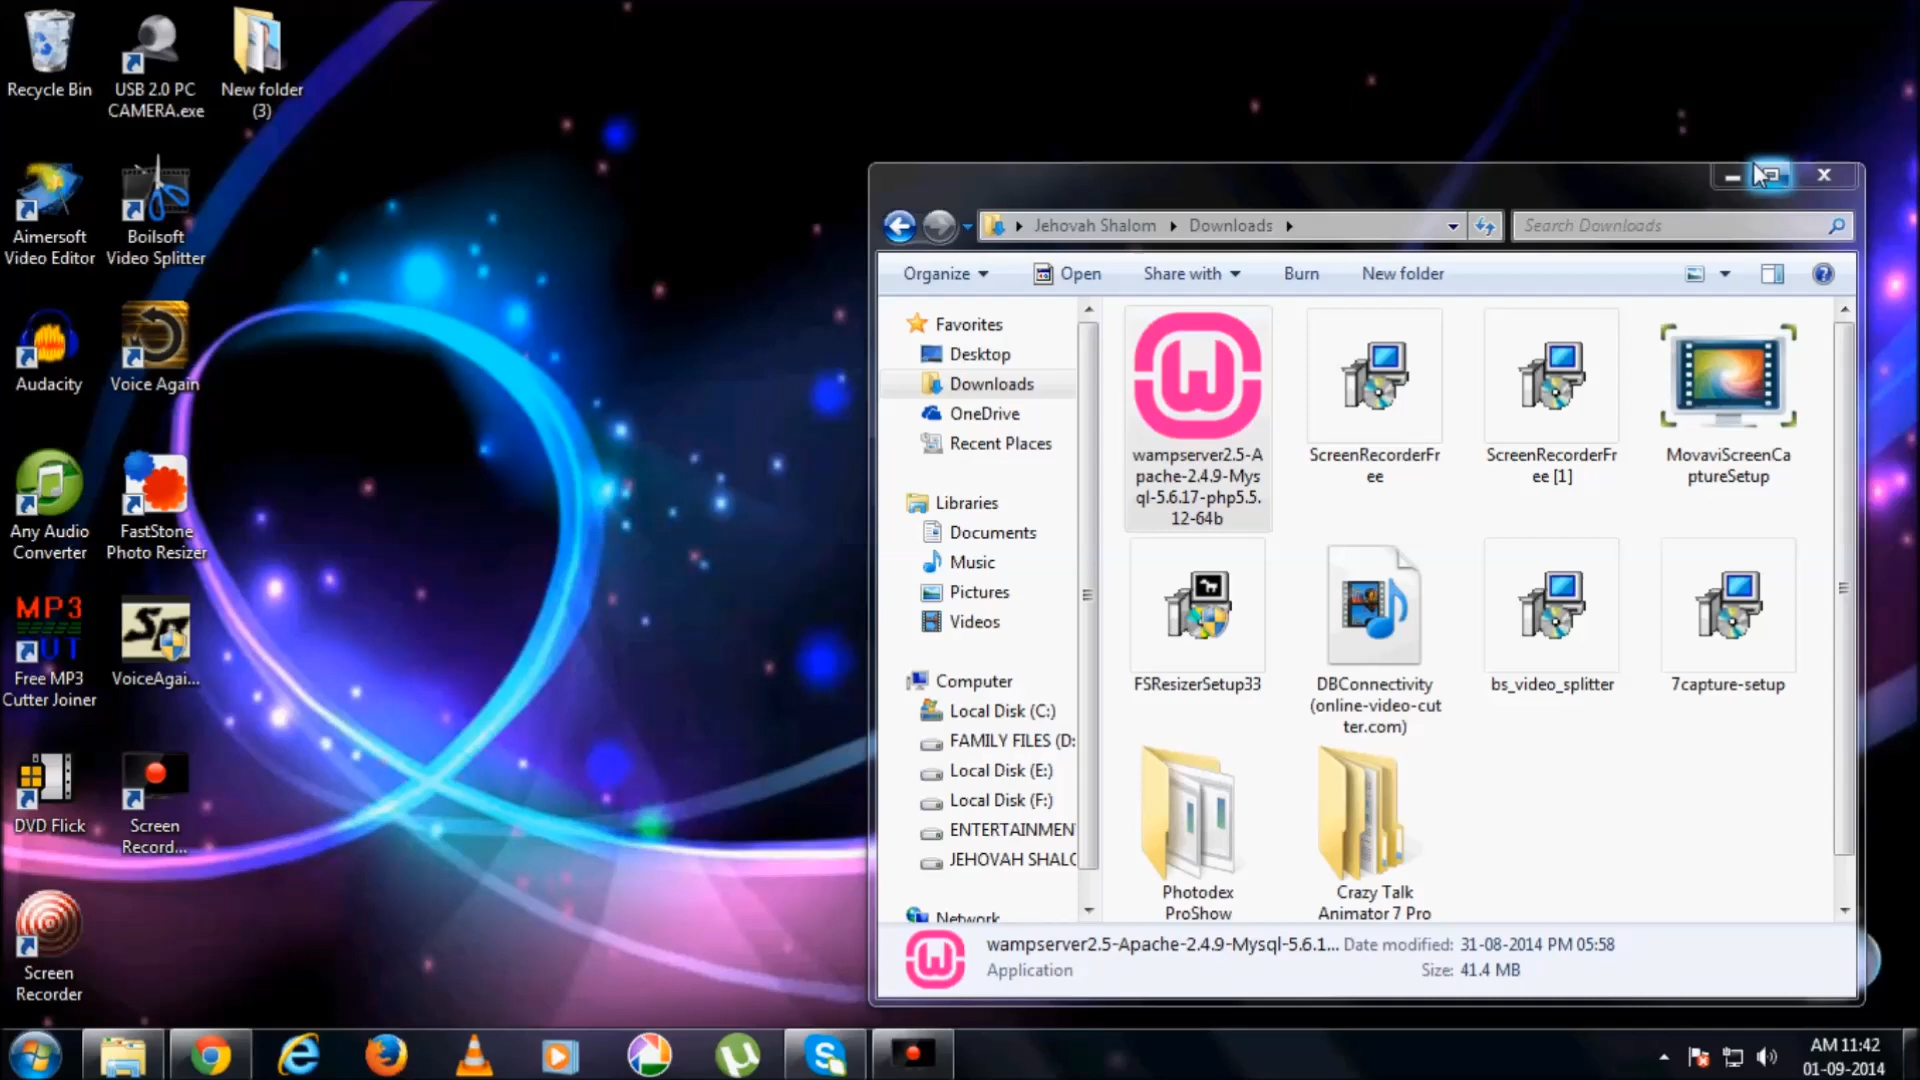 Recycle Bin
USB 2.0 PC
CAMERA.exe
New folder
(3)
Aimersoft
Video Editor
Boilsoft
Video Splitter
Audacity
Voice Again
Any Audio
Converter
FastStone
Photo Resizer
MP3
UT
Free MP3
Cutter Joiner
VoiceAgai...
DVD Flick
Screen
Record...
Screen
Recorder
Jehovah Shalom
Downloads
Search Downloads
Organize
Open
Share with
Burn
New folder
Favorites
Desktop
Downloads
OneDrive
Recent Places
Libraries
Documents
Music
Pictures
Videos
Computer
Local Disk (C:)
FAMILY FILES (D:
Local Disk (E:)
Local Disk (F:)
ENTERTAINMEN
JEHOVAH SHALO
Network
wampserver2.5-A
pache-2.4.9-Mys
ql-5.6.17-php5.5.
12-64b
ScreenRecorderFr
ee
ScreenRecorderFr
ee [1]
MovaviScreenCa
ptureSetup
FSResizerSetup33
DBConnectivity
(online-video-cut
ter.com)
bs_video_splitter
7capture-setup
Photodex
ProShow
Crazy Talk
Animator 7 Pro
wampserver2.5-Apache-2.4.9-Mysql-5.6.1... Date modified: 31-08-2014 PM 05:58
Application Size: 41.4 MB
AM 11:42
01-09-2014